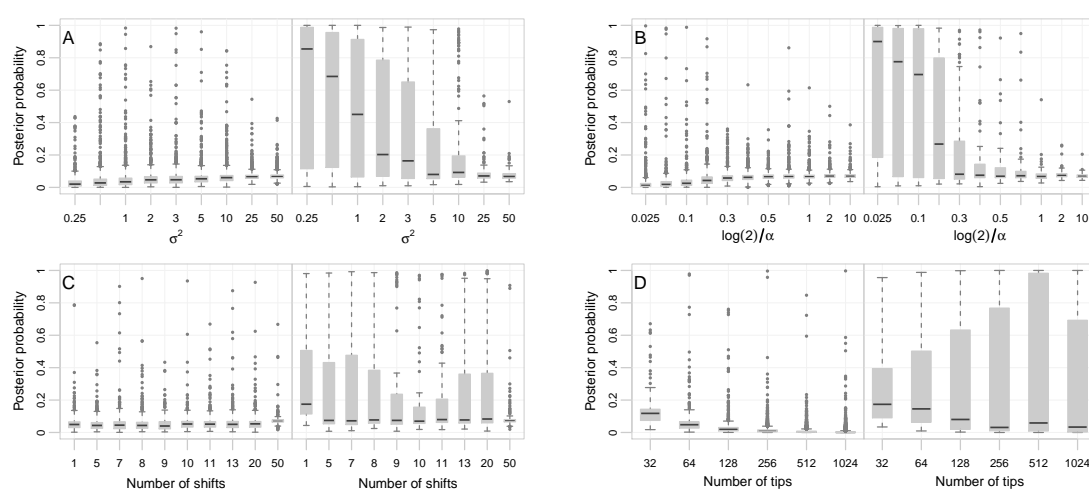 A
Posterior probability
1
0.8
0.6
0.4
0.2
0
0.25 1 2 3 5 10 25 50
σ²
0.25 1 2 3 5 10 25 50
σ²
B
Posterior probability
1
0.8
0.6
0.4
0.2
0
0.025 0.1 0.3 0.5 1 2 10
log(2)/α
0.025 0.1 0.3 0.5 1 2 10
log(2)/α
C
Posterior probability
1
0.8
0.6
0.4
0.2
0
1 5 7 8 9 10 11 13 20 50
Number of shifts
1 5 7 8 9 10 11 13 20 50
Number of shifts
D
Posterior probability
1
0.8
0.6
0.4
0.2
0
32 64 128 256 512 1024
Number of tips
32 64 128 256 512 1024
Number of tips